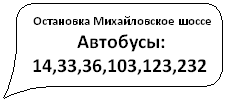 Остановка Михайловское шоссе
Автобусы:
14,33,36,103,123,232